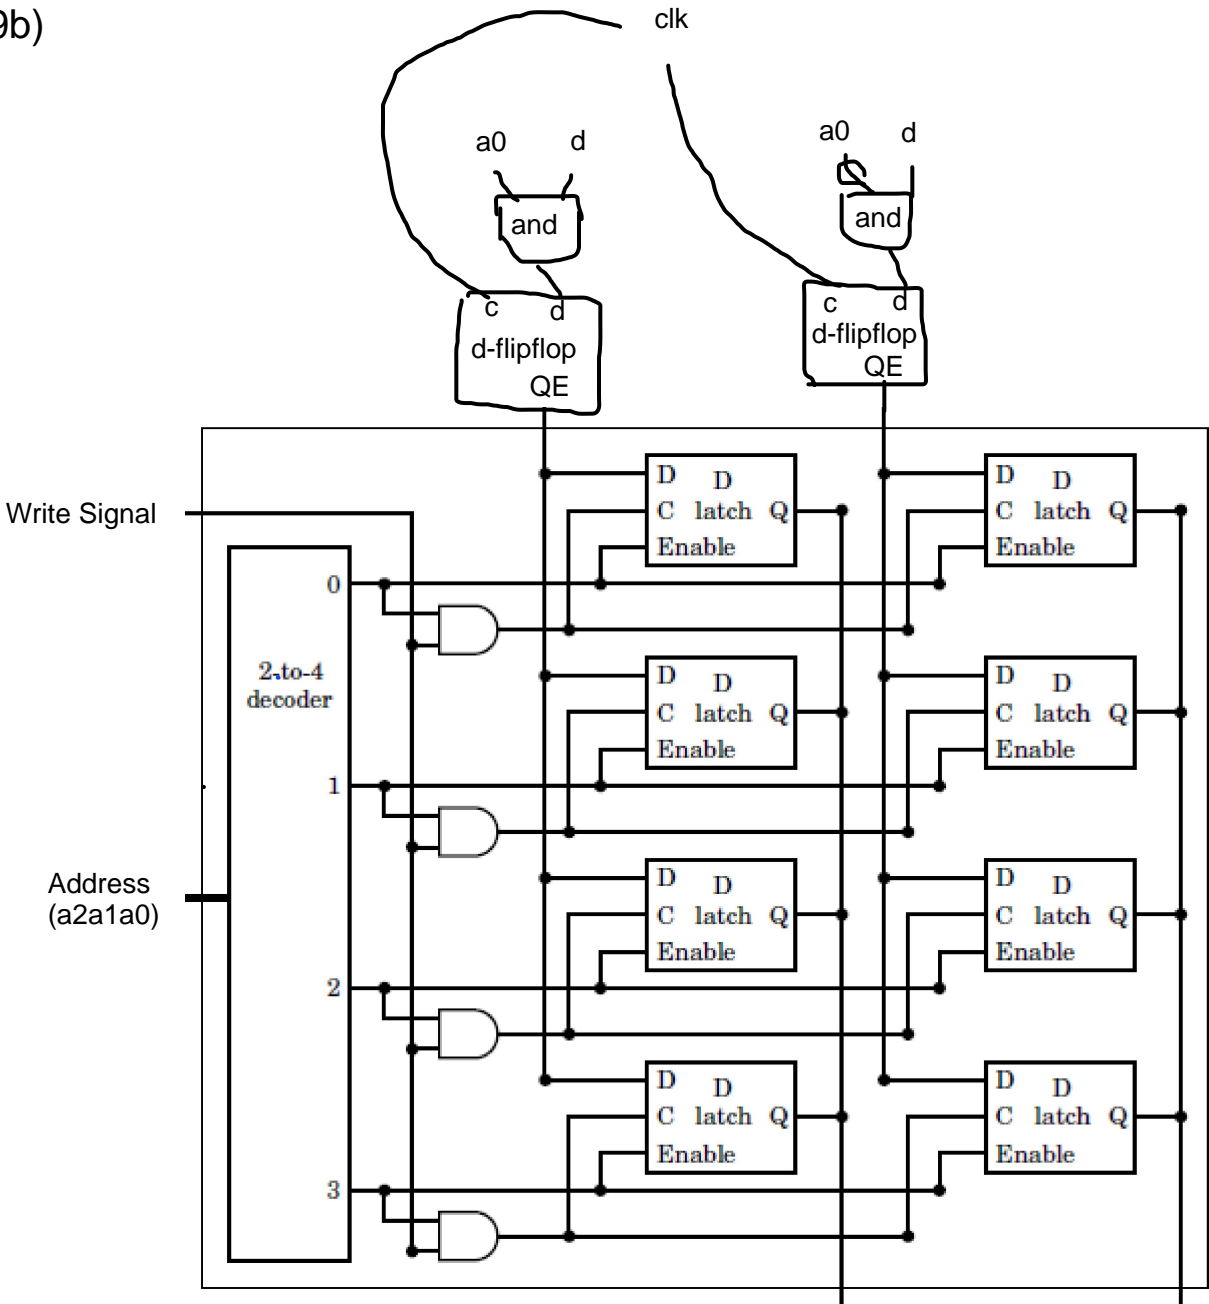 9b)
clk
a0 d
a0 d
and
and
c d
d-flipflop
QE
c d
d-flipflop
QE
Write Signal
D D
C latch Q
Enable
D D
C latch Q
Enable
0
2-to-4
decoder
D D
C latch Q
Enable
D D
C latch Q
Enable
1
Address
(a2a1a0)
D D
C latch Q
Enable
D D
C latch Q
Enable
2
D D
C latch Q
Enable
D D
C latch Q
Enable
3